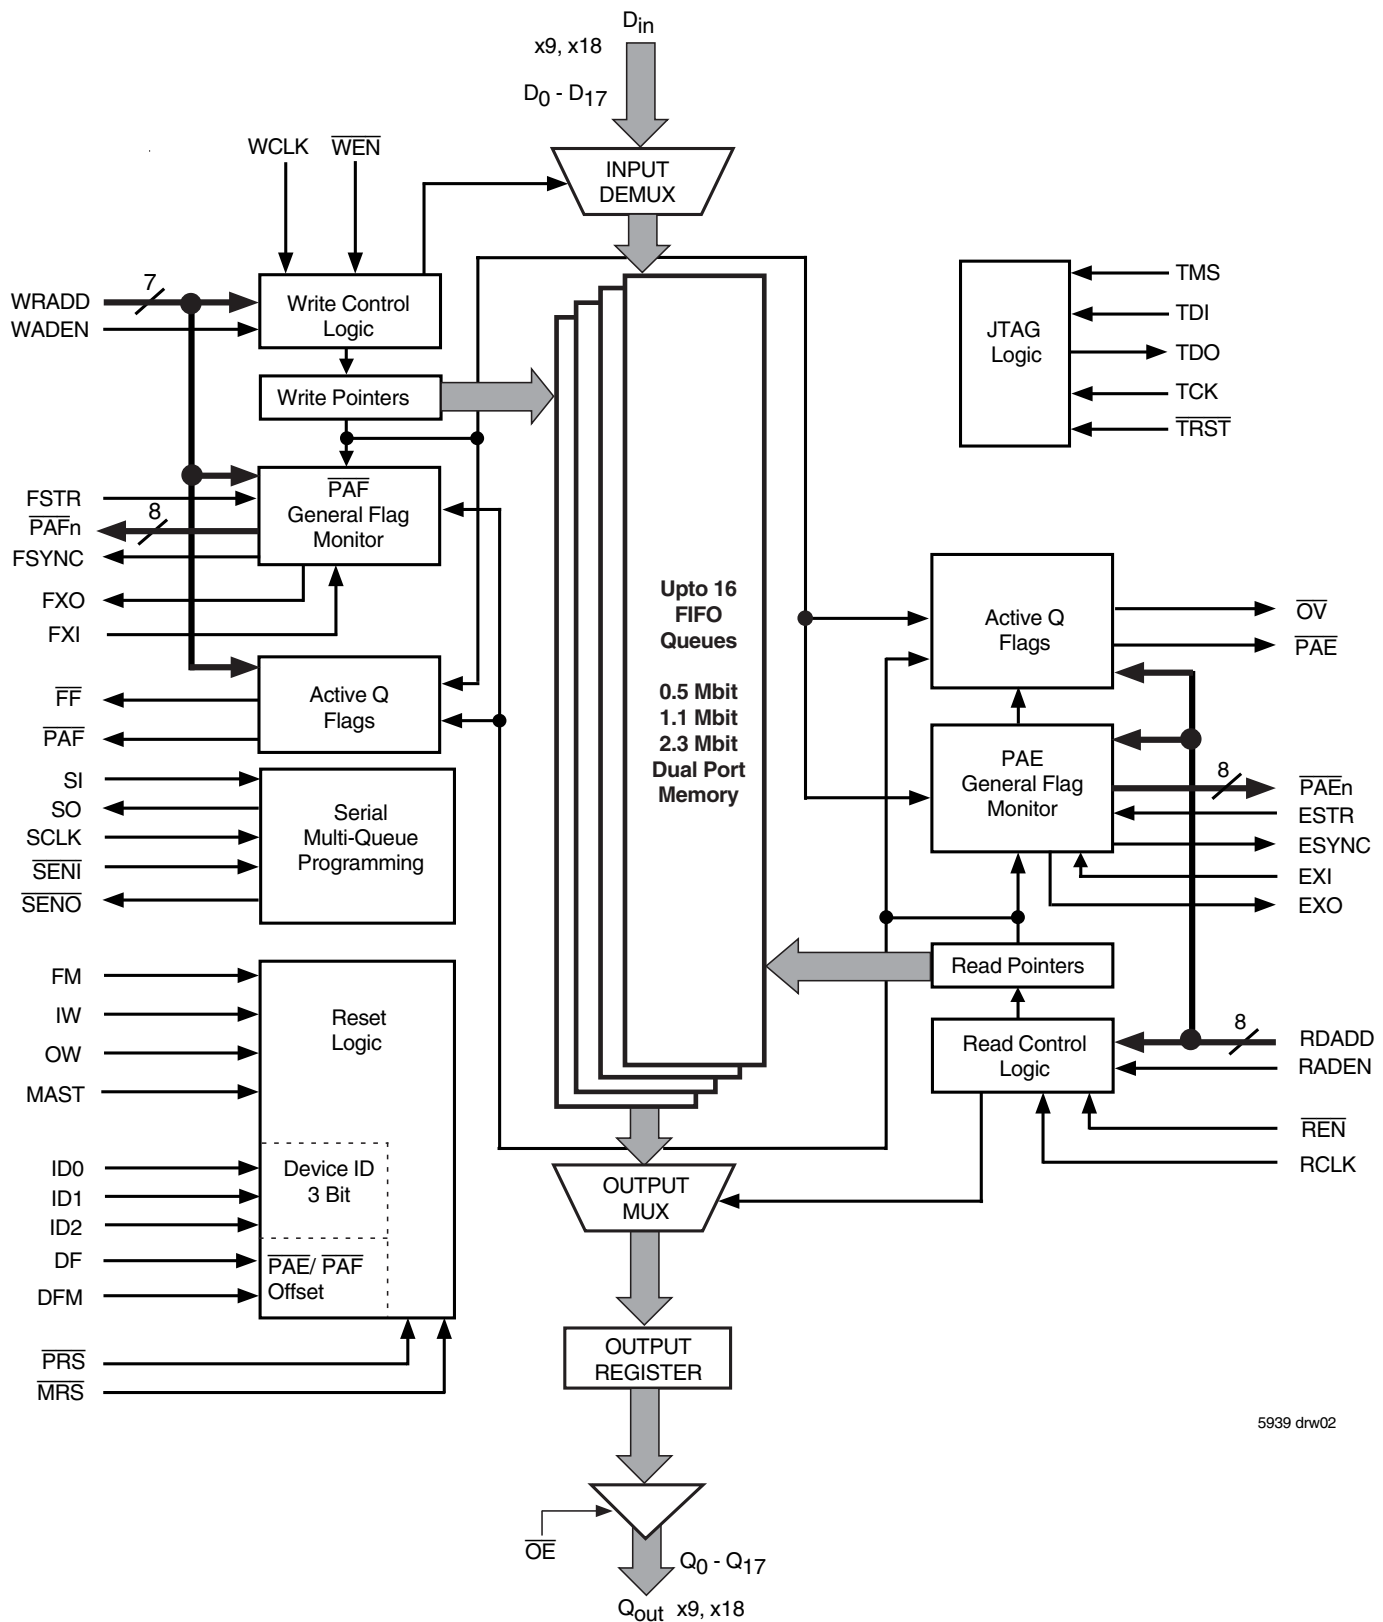 Din
x9, x18
D0 - D17
WCLK
WEN
INPUT
DEMUX
7
WRADD
WADEN
Write Control
Logic
Write Pointers
TMS
TDI
JTAG
Logic
TDO
TCK
TRST
FSTR
PAFn
8
FSYNC
FXO
FXI
PAF
General Flag
Monitor
FF
PAF
Active Q
Flags
Upto 16
FIFO
Queues
0.5 Mbit
1.1 Mbit
2.3 Mbit
Dual Port
Memory
Active Q
Flags
OV
PAE
PAE
General Flag
Monitor
8
PAEn
ESTR
ESYNC
EXI
EXO
SI
SO
SCLK
SENI
SENO
Serial
Multi-Queue
Programming
Read Pointers
FM
IW
OW
MAST
Reset
Logic
Read Control
Logic
8
RDADD
RADEN
REN
RCLK
ID0
ID1
ID2
Device ID
3 Bit
DF
DFM
PAE/ PAF
Offset
PRS
MRS
OUTPUT
MUX
OUTPUT
REGISTER
5939 drw02
OE
Q0 - Q17
Qout x9, x18